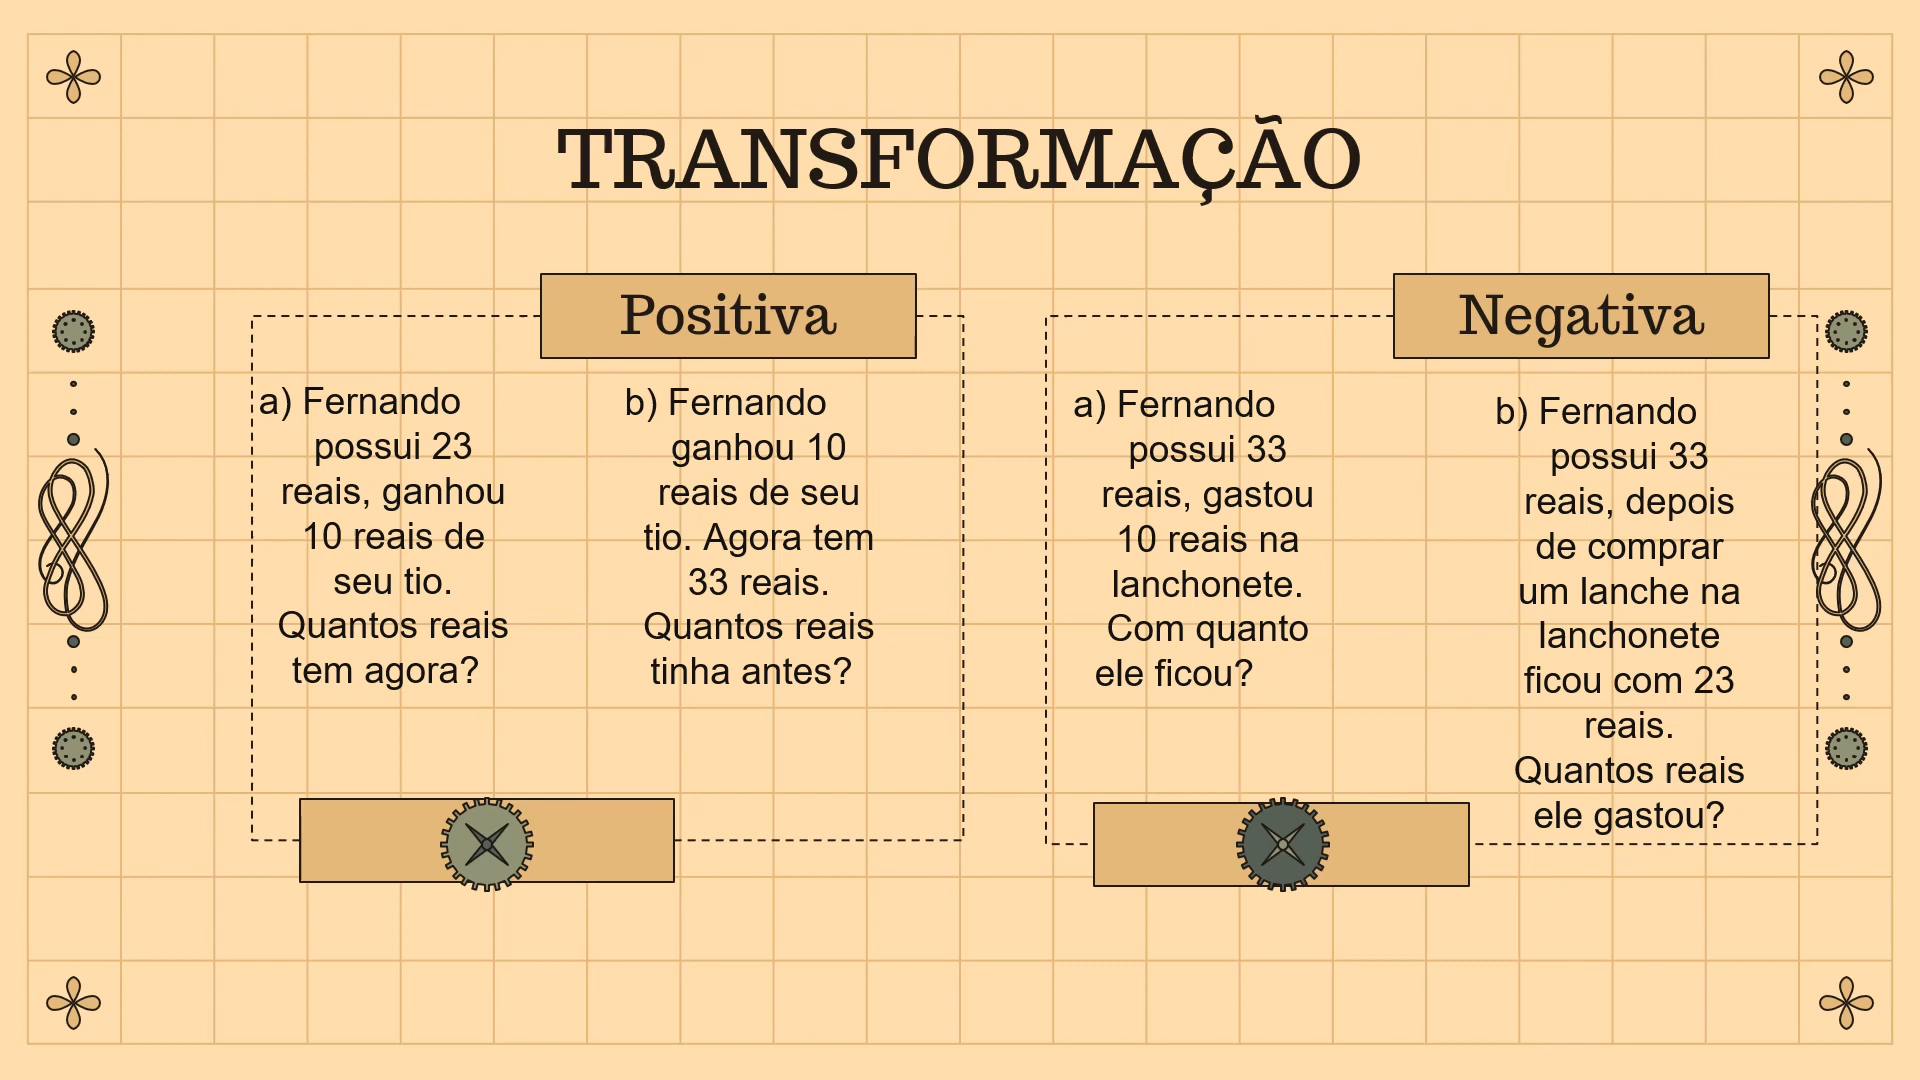 TRANSFORMAÇÃO
Positiva
a) Fernando
possui 23
reais, ganhou
10 reais de
seu tio.
Quantos reais
tem agora?
b) Fernando
ganhou 10
reais de seu
tio. Agora tem
33 reais.
Quantos reais
tinha antes?
Negativa
a) Fernando
possui 33
reais, gastou
10 reais na
lanchonete.
Com quanto
ele ficou?
b) Fernando
possui 33
reais, depois
de comprar
um lanche na
lanchonete
ficou com 23
reais.
Quantos reais
ele gastou?